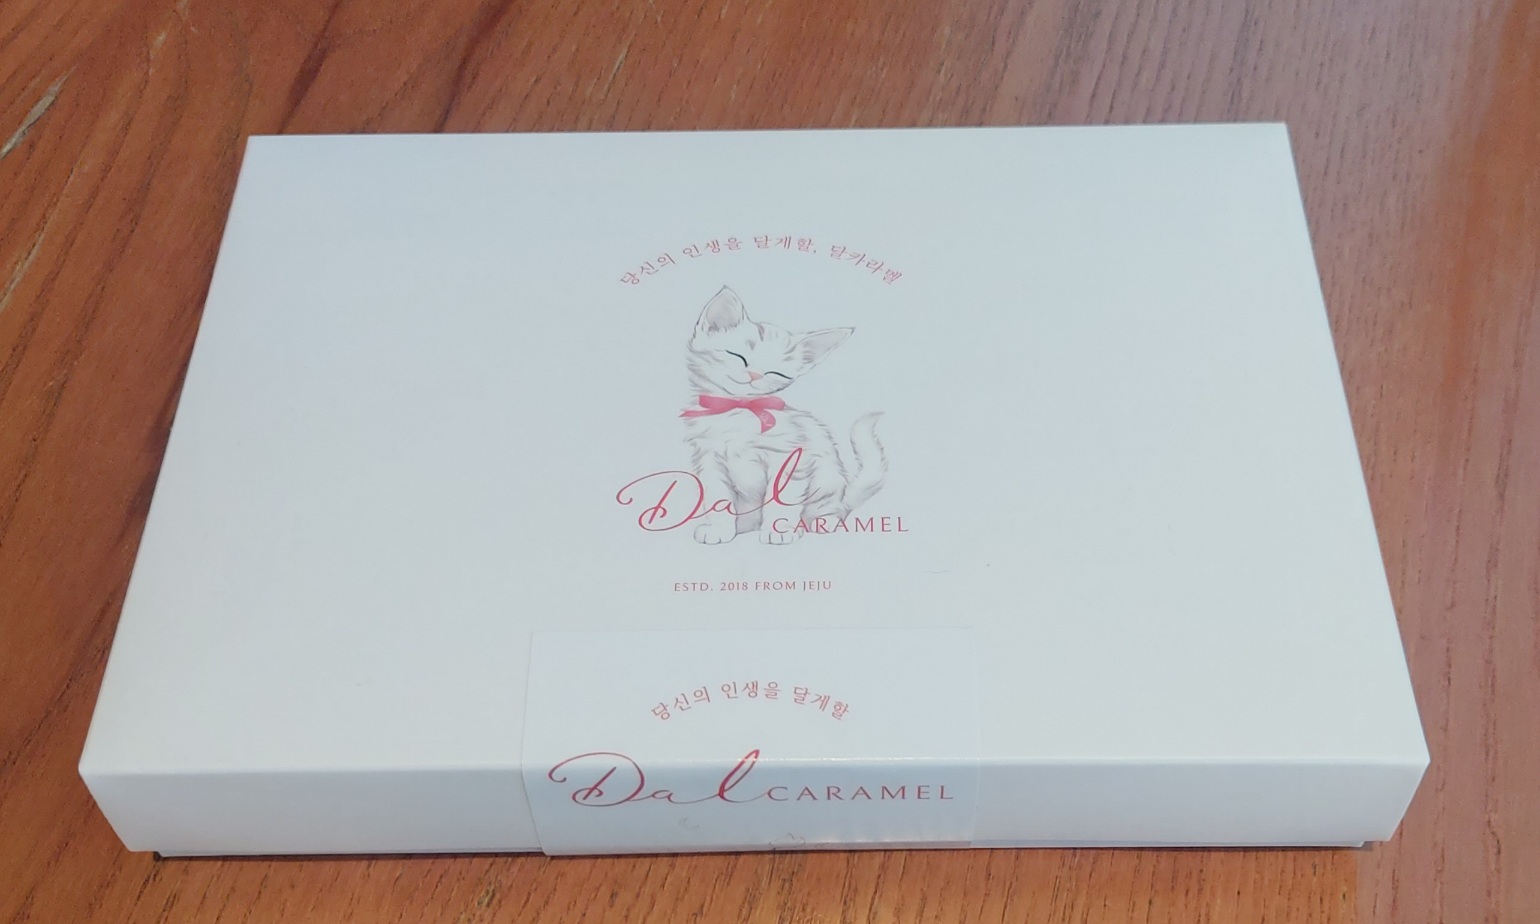 당신의 인생을 달게할, 달카라멜
Dal
CARAMEL
ESTD. 2018 FROM JEJU
당신의 인생을 달게할
Dal CARAMEL